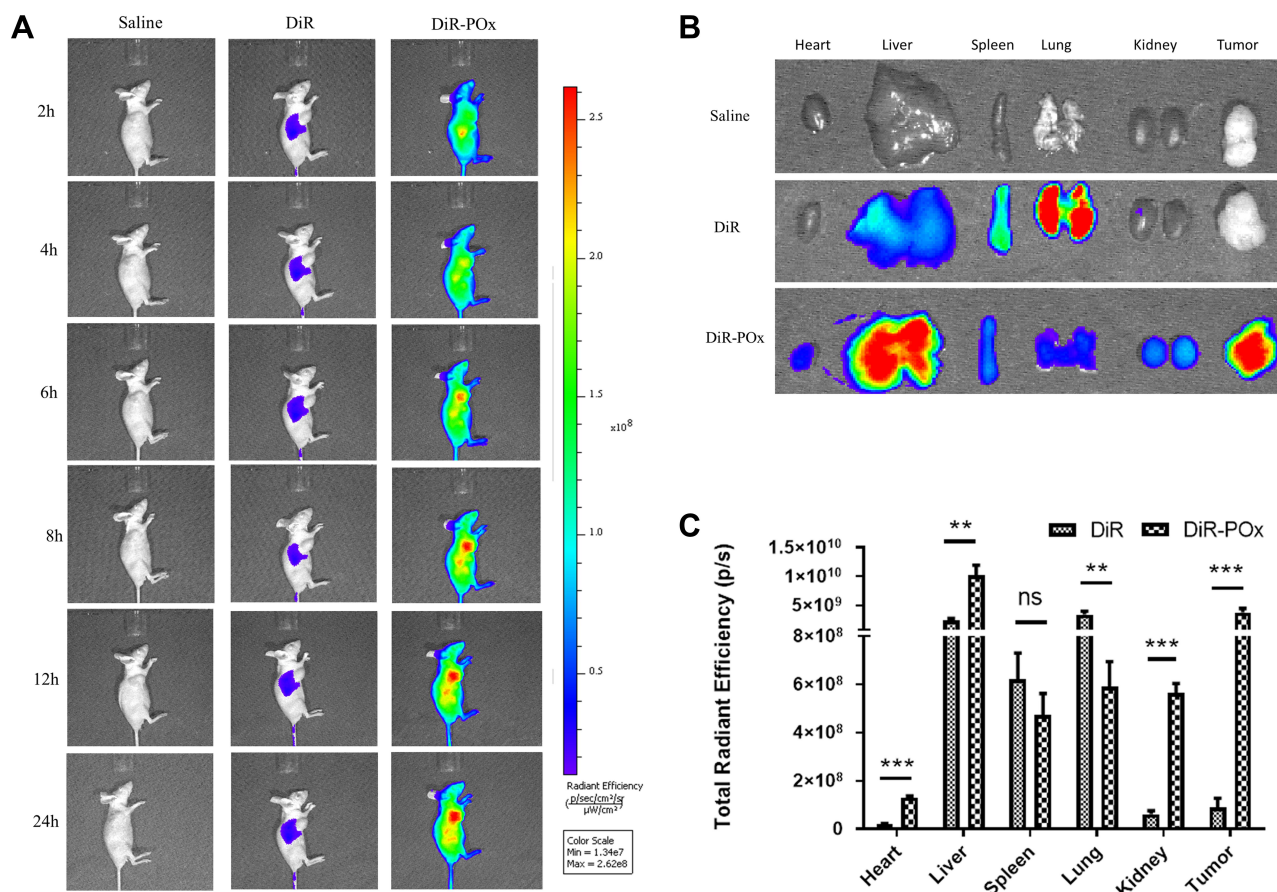 A
Saline
DiR
DiR-POx
2h
4h
6h
8h
12h
24h
2.5
2.0
1.5
x10⁸
1.0
0.5
Radiant Efficiency
(p/sec/cm²/sr / µW/cm²)
Color Scale
Min = 1.34e7
Max = 2.62e8
B
Heart Liver Spleen Lung Kidney Tumor
Saline
DiR
DiR-POx
C
DiR DiR-POx
Total Radiant Efficiency (p/s)
1.5×10¹⁰
1×10¹⁰
5×10⁹
8×10⁸
6×10⁸
4×10⁸
2×10⁸
0
*** ** ns ** *** ***
Heart Liver Spleen Lung Kidney Tumor